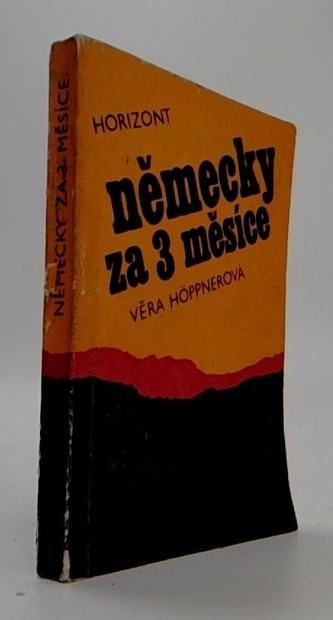 NĚMECKY ZA 3 MĚSÍCE
HORIZONT
německy
za 3 měsíce
VĚRA HÖPPNEROVÁ